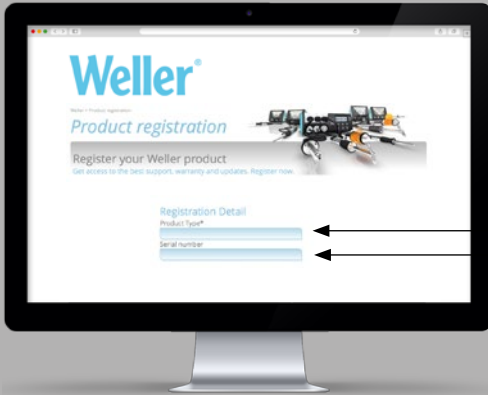 Weller®
Weller > Product registration
Product registration
Register your Weller product
Get access to the best support, warranty and updates. Register now.
Registration Detail
Product Type*
Serial number